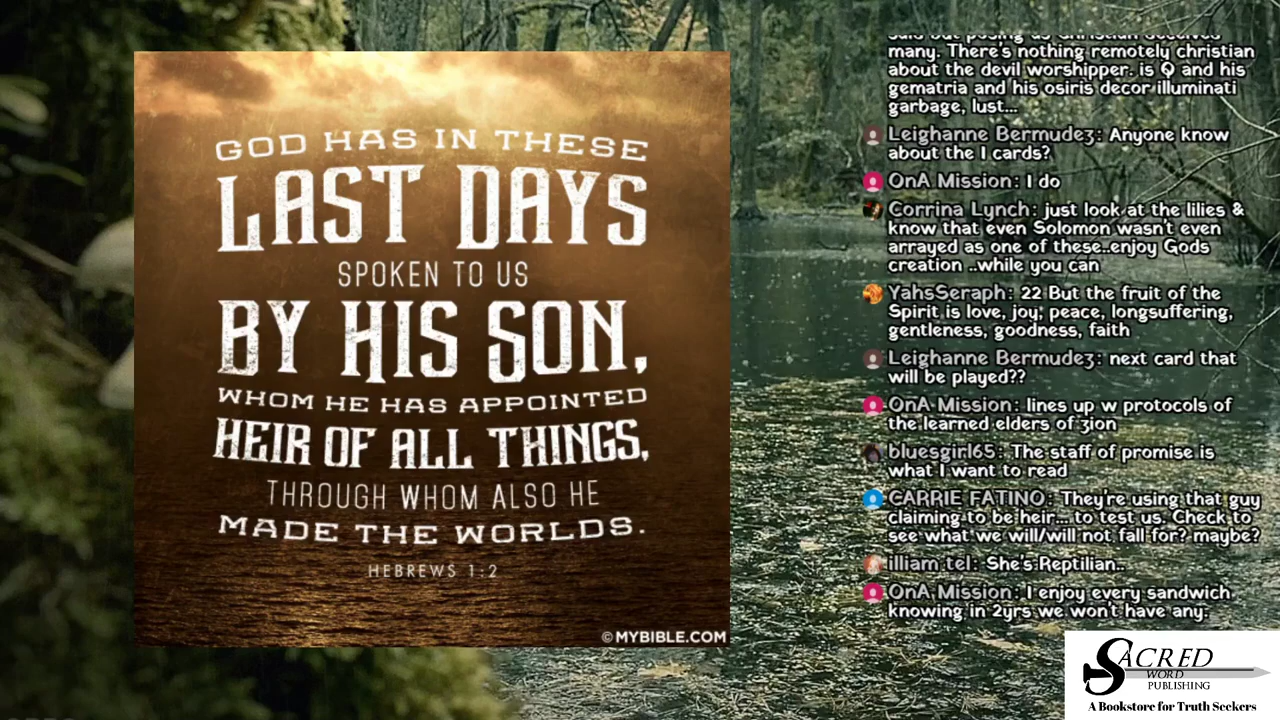 GOD HAS IN THESE
LAST DAYS
SPOKEN TO US
BY HIS SON,
WHOM HE HAS APPOINTED
HEIR OF ALL THINGS,
THROUGH WHOM ALSO HE
MADE THE WORLDS.
HEBREWS 1:2
© MYBIBLE.COM
said but posing as Christian deceives
many. There's nothing remotely christian
about the devil worshipper. is Q and his
gematria and his osiris decor illuminati
garbage, lust...
Leighanne Bermudeʒ: Anyone know
about the I cards?
OnA Mission: I do
Corrina Lynch: just look at the lilies &
know that even Solomon wasn't even
arrayed as one of these..enjoy Gods
creation ..while you can
YahsSeraph: 22 But the fruit of the
Spirit is love, joy; peace, longsuffering,
gentleness, goodness, faith
Leighanne Bermudeʒ: next card that
will be played??
OnA Mission: lines up w protocols of
the learned elders of ʒion
bluesgirl65: The staff of promise is
what I want to read
CARRIE FATINO: They're using that guy
claiming to be heir... to test us. Check to
see what we will/will not fall for? maybe?
illiam tel: She's Reptilian..
OnA Mission: I enjoy every sandwich
knowing in 2yrs we won't have any.
SACRED
WORD
PUBLISHING
A Bookstore for Truth Seekers